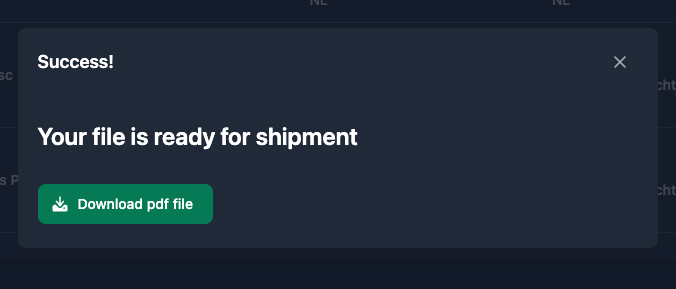 NL NL
Success!
sc
cht
Your file is ready for shipment
s P
cht
Download pdf file